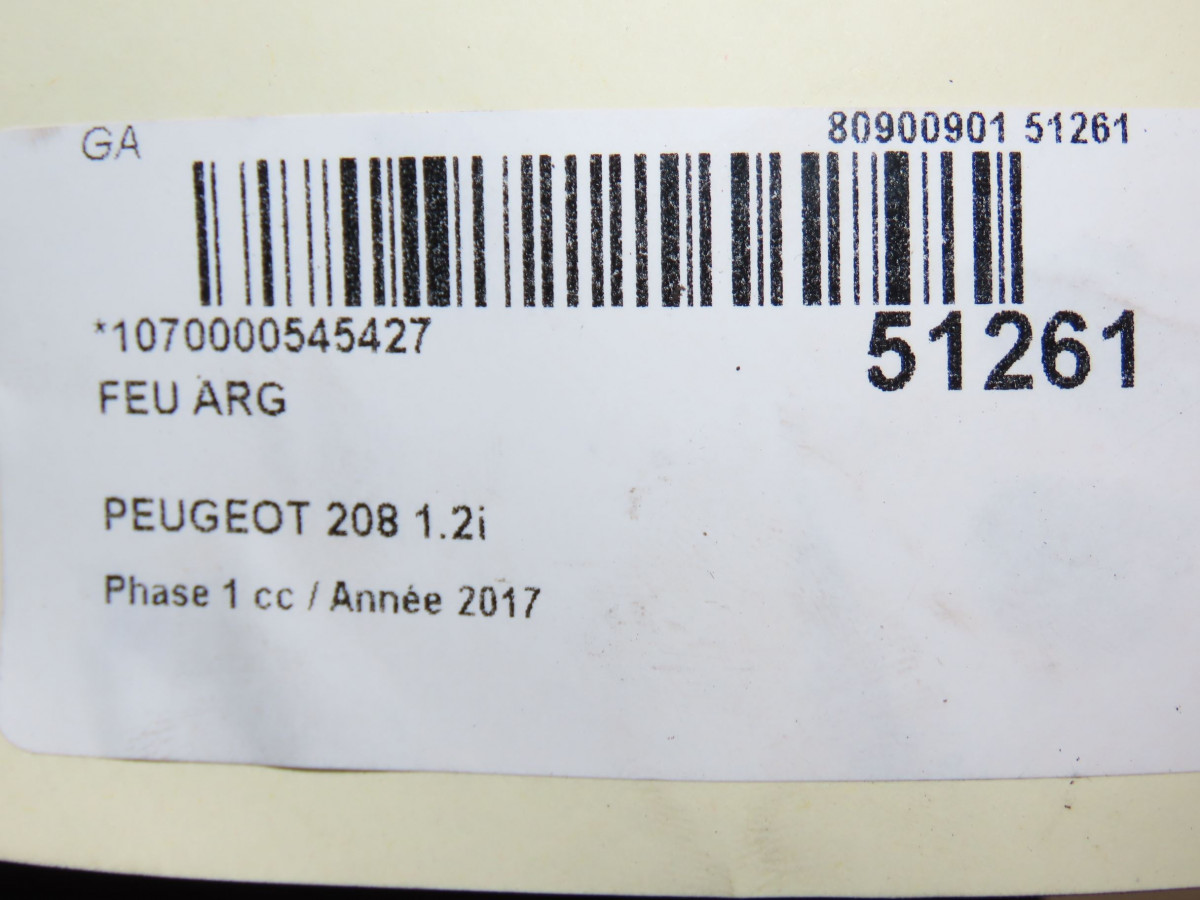 GA
80900901 51261
*1070000545427
51261
FEU ARG
PEUGEOT 208 1.2i
Phase 1 cc / Année 2017